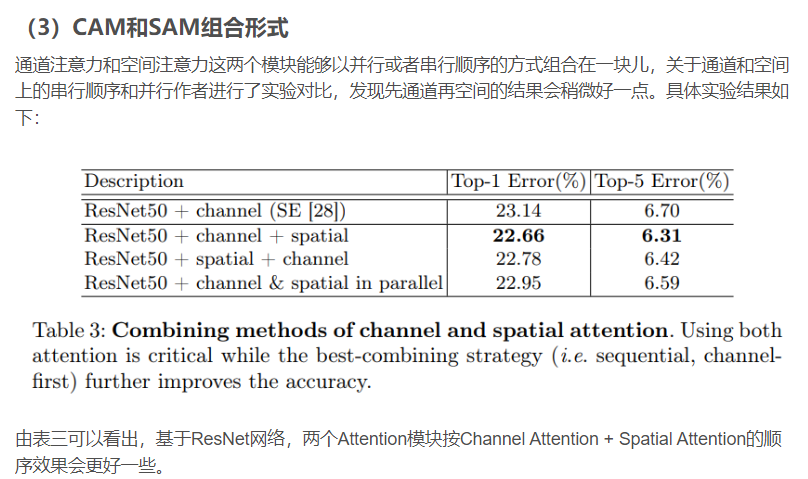 （3）CAM和SAM组合形式
通道注意力和空间注意力这两个模块能够以并行或者串行顺序的方式组合在一块儿，关于通道和空间
上的串行顺序和并行作者进行了实验对比，发现先通道再空间的结果会稍微好一点。具体实验结果如
下：
Description Top-1 Error(%) Top-5 Error(%)
ResNet50 + channel (SE [28]) 23.14 6.70
ResNet50 + channel + spatial 22.66 6.31
ResNet50 + spatial + channel 22.78 6.42
ResNet50 + channel & spatial in parallel 22.95 6.59
Table 3: Combining methods of channel and spatial attention. Using both
attention is critical while the best-combining strategy (i.e. sequential, channel-
first) further improves the accuracy.
由表三可以看出，基于ResNet网络，两个Attention模块按Channel Attention + Spatial Attention的顺
序效果会更好一些。